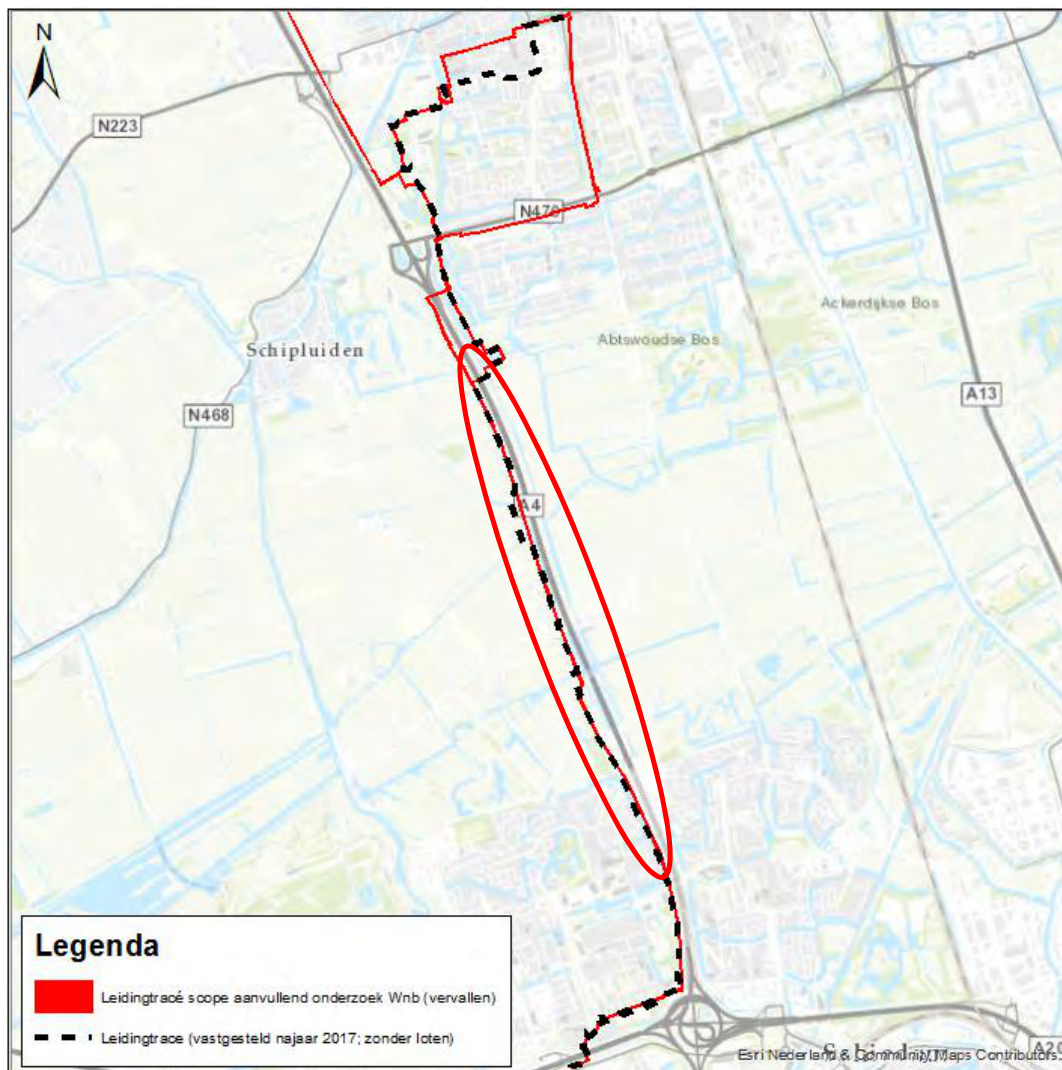 N
N223
N470
Ackerdijkse Bos
Abtswoudse Bos
Schipluiden
A13
N468
A4
Legenda
Leidingtracé scope aanvullend onderzoek Wnb (vervallen)
Leidingtrace (vastgesteld najaar 2017; zonder loten)
A20
Esri Nederland & Community Maps Contributors